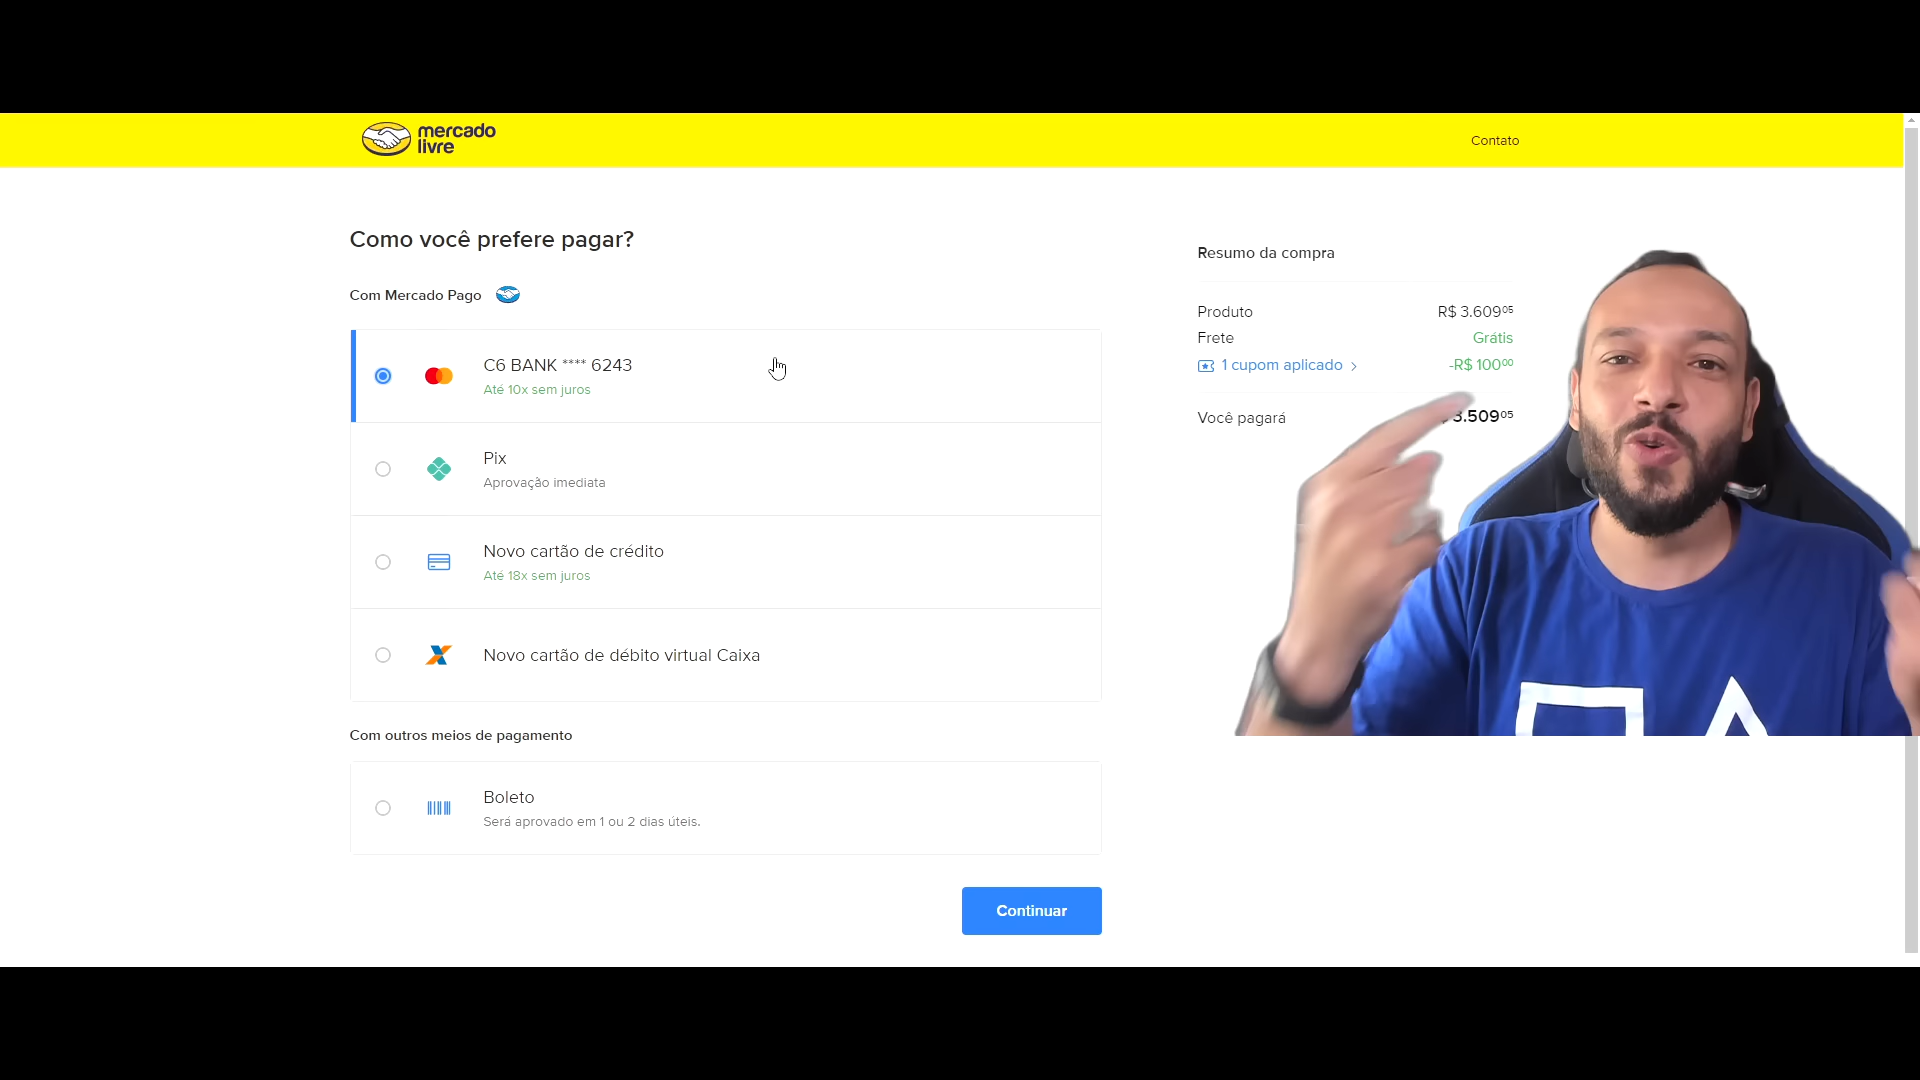 mercado
livre
Contato
Como você prefere pagar?
Com Mercado Pago
C6 BANK **** 6243
Até 10x sem juros
Pix
Aprovação imediata
Novo cartão de crédito
Até 18x sem juros
Novo cartão de débito virtual Caixa
Com outros meios de pagamento
Boleto
Será aprovado em 1 ou 2 dias úteis.
Continuar
Resumo da compra
Produto R$ 3.609⁰⁵
Frete Grátis
1 cupom aplicado -R$ 100⁰⁰
Você pagará 3.509⁰⁵